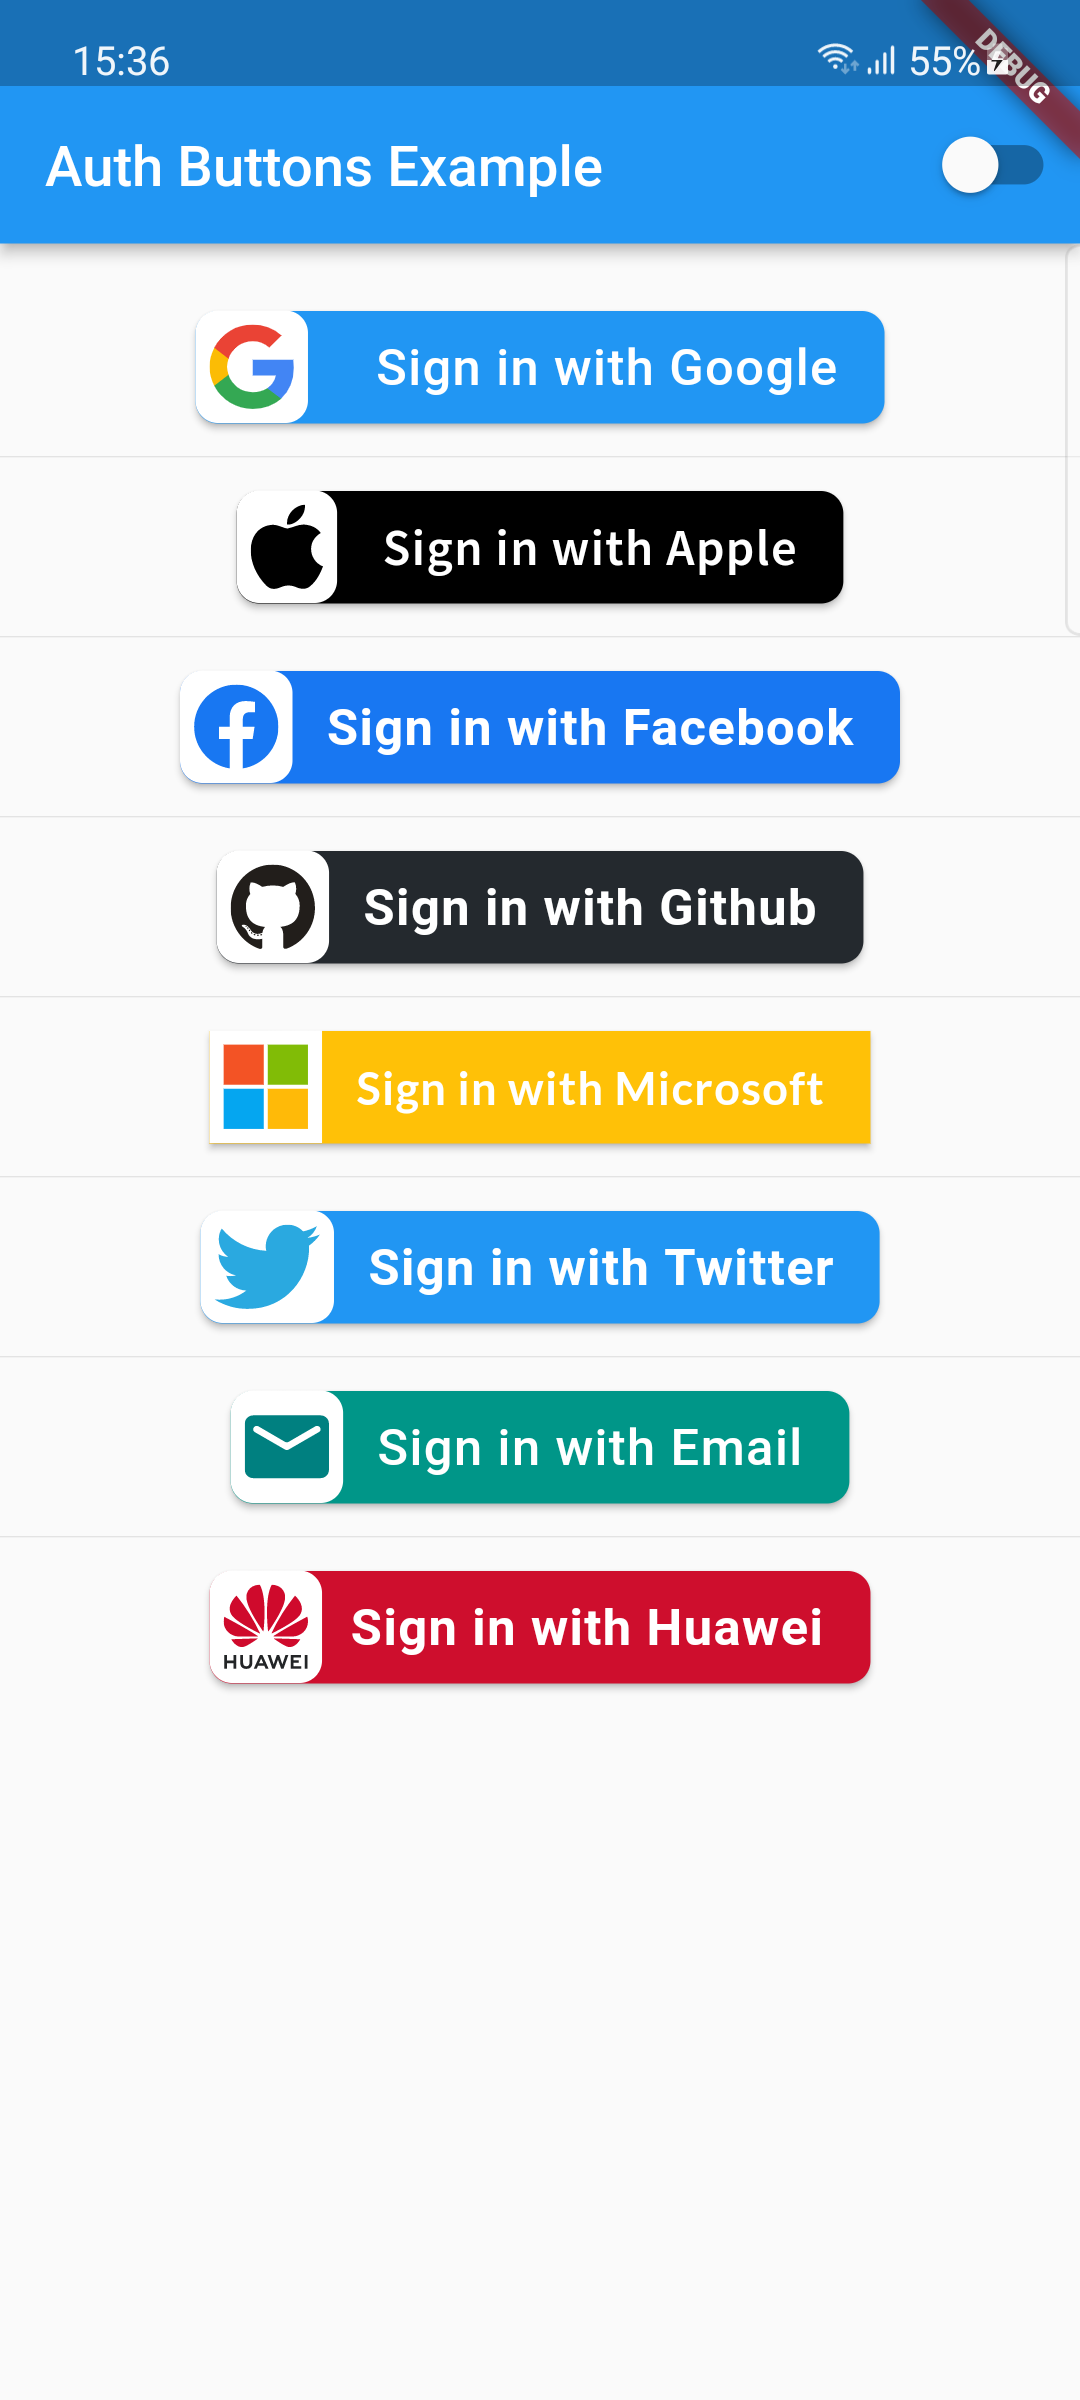 15:36
55%
DEBUG
Auth Buttons Example
Sign in with Google
Sign in with Apple
Sign in with Facebook
Sign in with Github
Sign in with Microsoft
Sign in with Twitter
Sign in with Email
HUAWEI
Sign in with Huawei